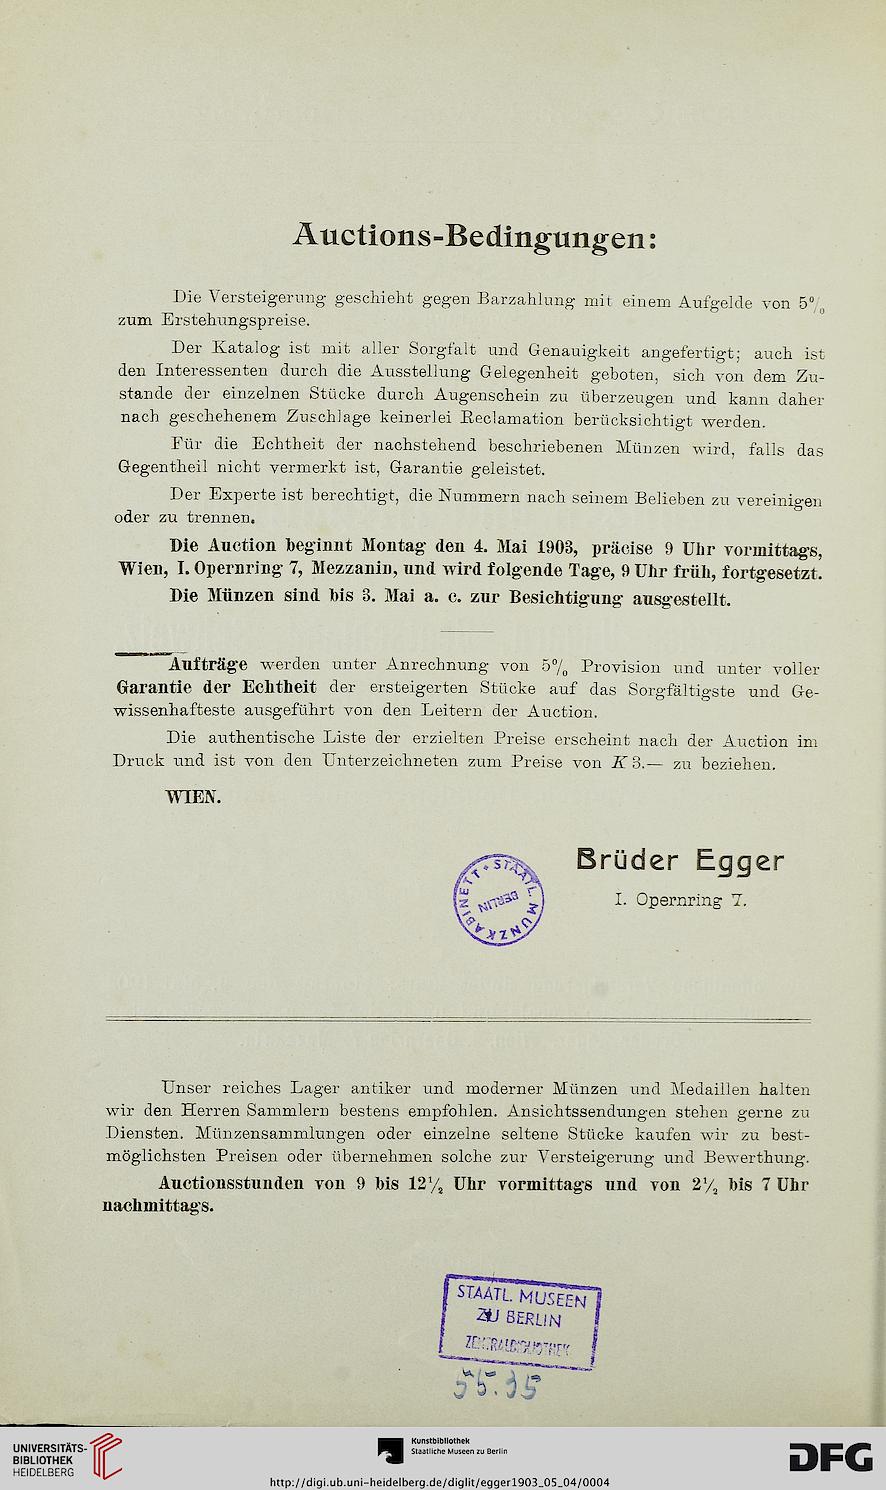 Auctions-Bedingungen:
Die Versteigerung geschieht gegen Barzahlung mit einem Aufgelde von 5%
zum Erstehungspreise.
Der Katalog ist mit aller Sorgfalt und Genauigkeit angefertigt; auch ist
den Interessenten durch die Ausstellung Gelegenheit geboten, sich von dem Zu-
stande der einzelnen Stücke durch Augenschein zu überzeugen und kann daher
nach geschehenem Zuschlage keinerlei Reclamation berücksichtigt werden.
Für die Echtheit der nachstehend beschriebenen Münzen wird, falls das
Gegentheil nicht vermerkt ist, Garantie geleistet.
Der Experte ist berechtigt, die Nummern nach seinem Belieben zu vereinigen
oder zu trennen.
Die Auction beginnt Montag den 4. Mai 1903, präcise 9 Uhr vormittags,
Wien, I. Opernring 7, Mezzanin, und wird folgende Tage, 9 Uhr früh, fortgesetzt.
Die Münzen sind bis 3. Mai a. c. zur Besichtigung ausgestellt.
Aufträge werden unter Anrechnung von 5% Provision und unter voller
Garantie der Echtheit der ersteigerten Stücke auf das Sorgfältigste und Ge-
wissenhafteste ausgeführt von den Leitern der Auction.
Die authentische Liste der erzielten Preise erscheint nach der Auction im
Druck und ist von den Unterzeichneten zum Preise von K 3.— zu beziehen.
WIEN.
Brüder Egger
I. Opernring 7.
STAATL. MÜNZKABINETT
BERLIN
Unser reiches Lager antiker und moderner Münzen und Medaillen halten
wir den Herren Sammlern bestens empfohlen. Ansichtssendungen stehen gerne zu
Diensten. Münzensammlungen oder einzelne seltene Stücke kaufen wir zu best-
möglichsten Preisen oder übernehmen solche zur Versteigerung und Bewerthung.
Auctionsstunden von 9 bis 12½ Uhr vormittags und von 2½ bis 7 Uhr
nachmittags.
STAATL. MUSEEN
ZU BERLIN
ZENTRALBIBLIOTHEK
55.35
UNIVERSITÄTS-
BIBLIOTHEK
HEIDELBERG
Kunstbibliothek
Staatliche Museen zu Berlin
DFG
http://digi.ub.uni-heidelberg.de/diglit/egger1903_05_04/0004